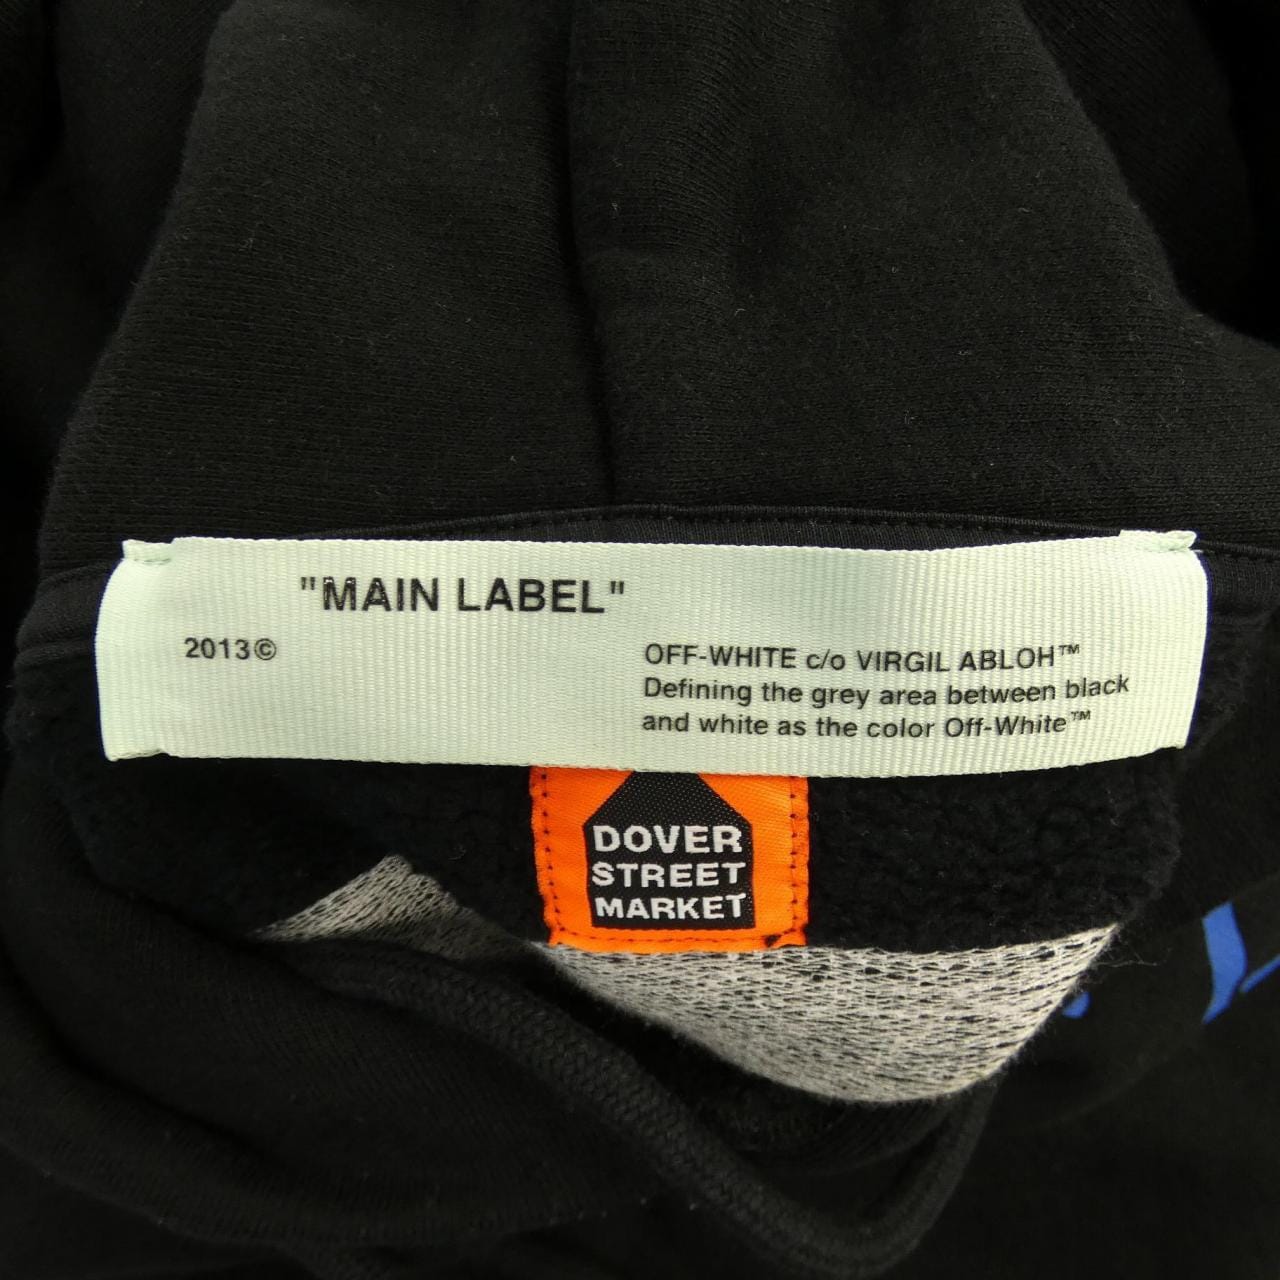 "MAIN LABEL"
2013©
OFF-WHITE c/o VIRGIL ABLOH™
Defining the grey area between black
and white as the color Off-White™
DOVER
STREET
MARKET